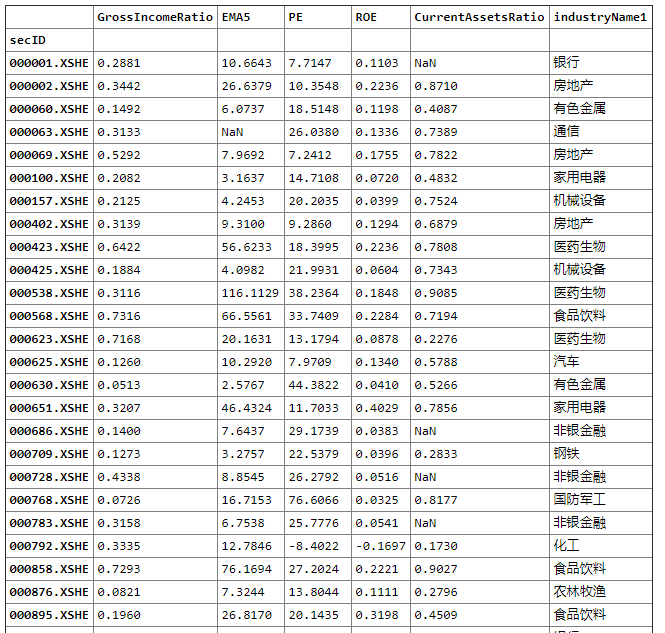 GrossIncomeRatio EMA5 PE ROE CurrentAssetsRatio industryName1
secID
000001.XSHE 0.2881 10.6643 7.7147 0.1103 NaN 银行
000002.XSHE 0.3442 26.6379 10.3548 0.2236 0.8710 房地产
000060.XSHE 0.1492 6.0737 18.5148 0.1198 0.4087 有色金属
000063.XSHE 0.3133 NaN 26.0380 0.1336 0.7389 通信
000069.XSHE 0.5292 7.9692 7.2412 0.1755 0.7822 房地产
000100.XSHE 0.2082 3.1637 14.7108 0.0720 0.4832 家用电器
000157.XSHE 0.2125 4.2453 20.2035 0.0399 0.7524 机械设备
000402.XSHE 0.3139 9.3100 9.2860 0.1294 0.6879 房地产
000423.XSHE 0.6422 56.6233 18.3995 0.2236 0.7808 医药生物
000425.XSHE 0.1884 4.0982 21.9931 0.0604 0.7343 机械设备
000538.XSHE 0.3116 116.1129 38.2364 0.1848 0.9085 医药生物
000568.XSHE 0.7316 66.5561 33.7409 0.2284 0.7194 食品饮料
000623.XSHE 0.7168 20.1631 13.1794 0.0878 0.2276 医药生物
000625.XSHE 0.1260 10.2920 7.9709 0.1340 0.5788 汽车
000630.XSHE 0.0513 2.5767 44.3822 0.0410 0.5266 有色金属
000651.XSHE 0.3207 46.4324 11.7033 0.4029 0.7856 家用电器
000686.XSHE 0.1400 7.6437 29.1739 0.0383 NaN 非银金融
000709.XSHE 0.1273 3.2757 22.5379 0.0396 0.2833 钢铁
000728.XSHE 0.4338 8.8545 26.2792 0.0516 NaN 非银金融
000768.XSHE 0.0726 16.7153 76.6066 0.0325 0.8177 国防军工
000783.XSHE 0.3158 6.7538 25.7776 0.0541 NaN 非银金融
000792.XSHE 0.3335 12.7846 -8.4022 -0.1697 0.1730 化工
000858.XSHE 0.7293 76.1694 27.2024 0.2221 0.9027 食品饮料
000876.XSHE 0.0821 7.3244 13.8044 0.1111 0.2796 农林牧渔
000895.XSHE 0.1960 26.8170 20.1435 0.3198 0.4509 食品饮料